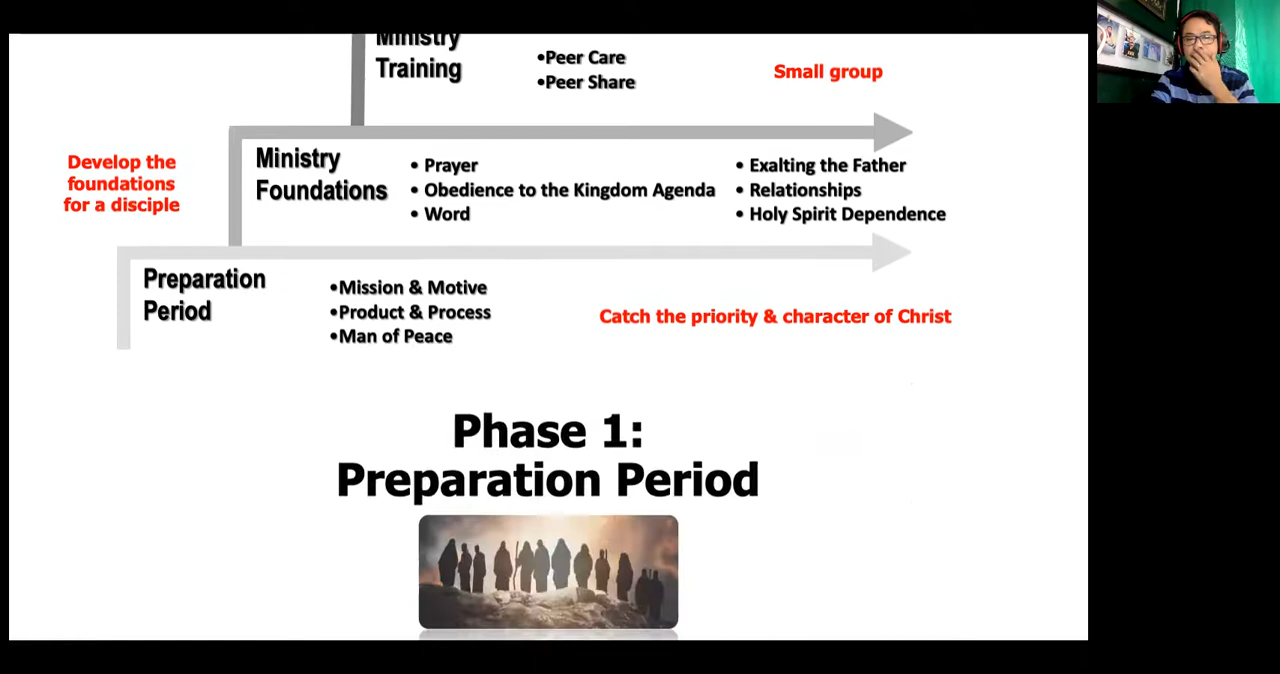 Ministry
Training
•Peer Care
•Peer Share
Small group
Develop the
foundations
for a disciple
Ministry
Foundations
• Prayer
• Obedience to the Kingdom Agenda
• Word
• Exalting the Father
• Relationships
• Holy Spirit Dependence
Preparation
Period
•Mission & Motive
•Product & Process
•Man of Peace
Catch the priority & character of Christ
Phase 1:
Preparation Period